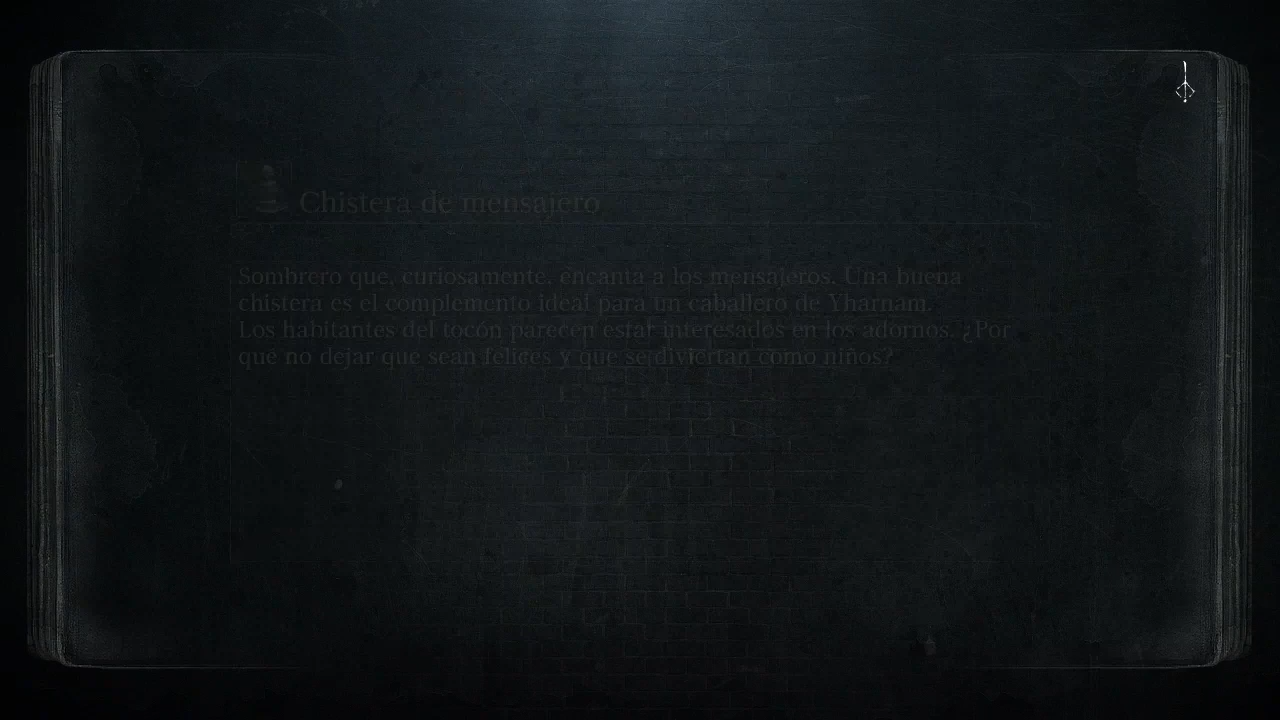 Chistera de mensajero
Sombrero que, curiosamente, encanta a los mensajeros. Una buena
chistera es el complemento ideal para un caballero de Yharnam.
Los habitantes del tocón parecen estar interesados en los adornos. ¿Por
qué no dejar que sean felices y que se diviertan como niños?